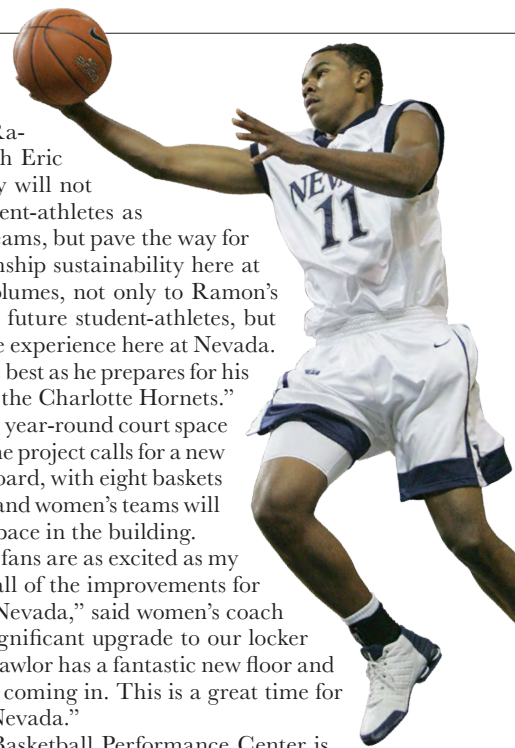 Ra-
h Eric
y will not
ent-athletes as
eams, but pave the way for
nship sustainability here at
olumes, not only to Ramon's
future student-athletes, but
e experience here at Nevada.
best as he prepares for his
the Charlotte Hornets.”
year-round court space
he project calls for a new
oard, with eight baskets
and women's teams will
pace in the building.
fans are as excited as my
all of the improvements for
Nevada,” said women's coach
gnificant upgrade to our locker
awlor has a fantastic new floor and
coming in. This is a great time for
Nevada.”
Basketball Performance Center is
NEVADA
11